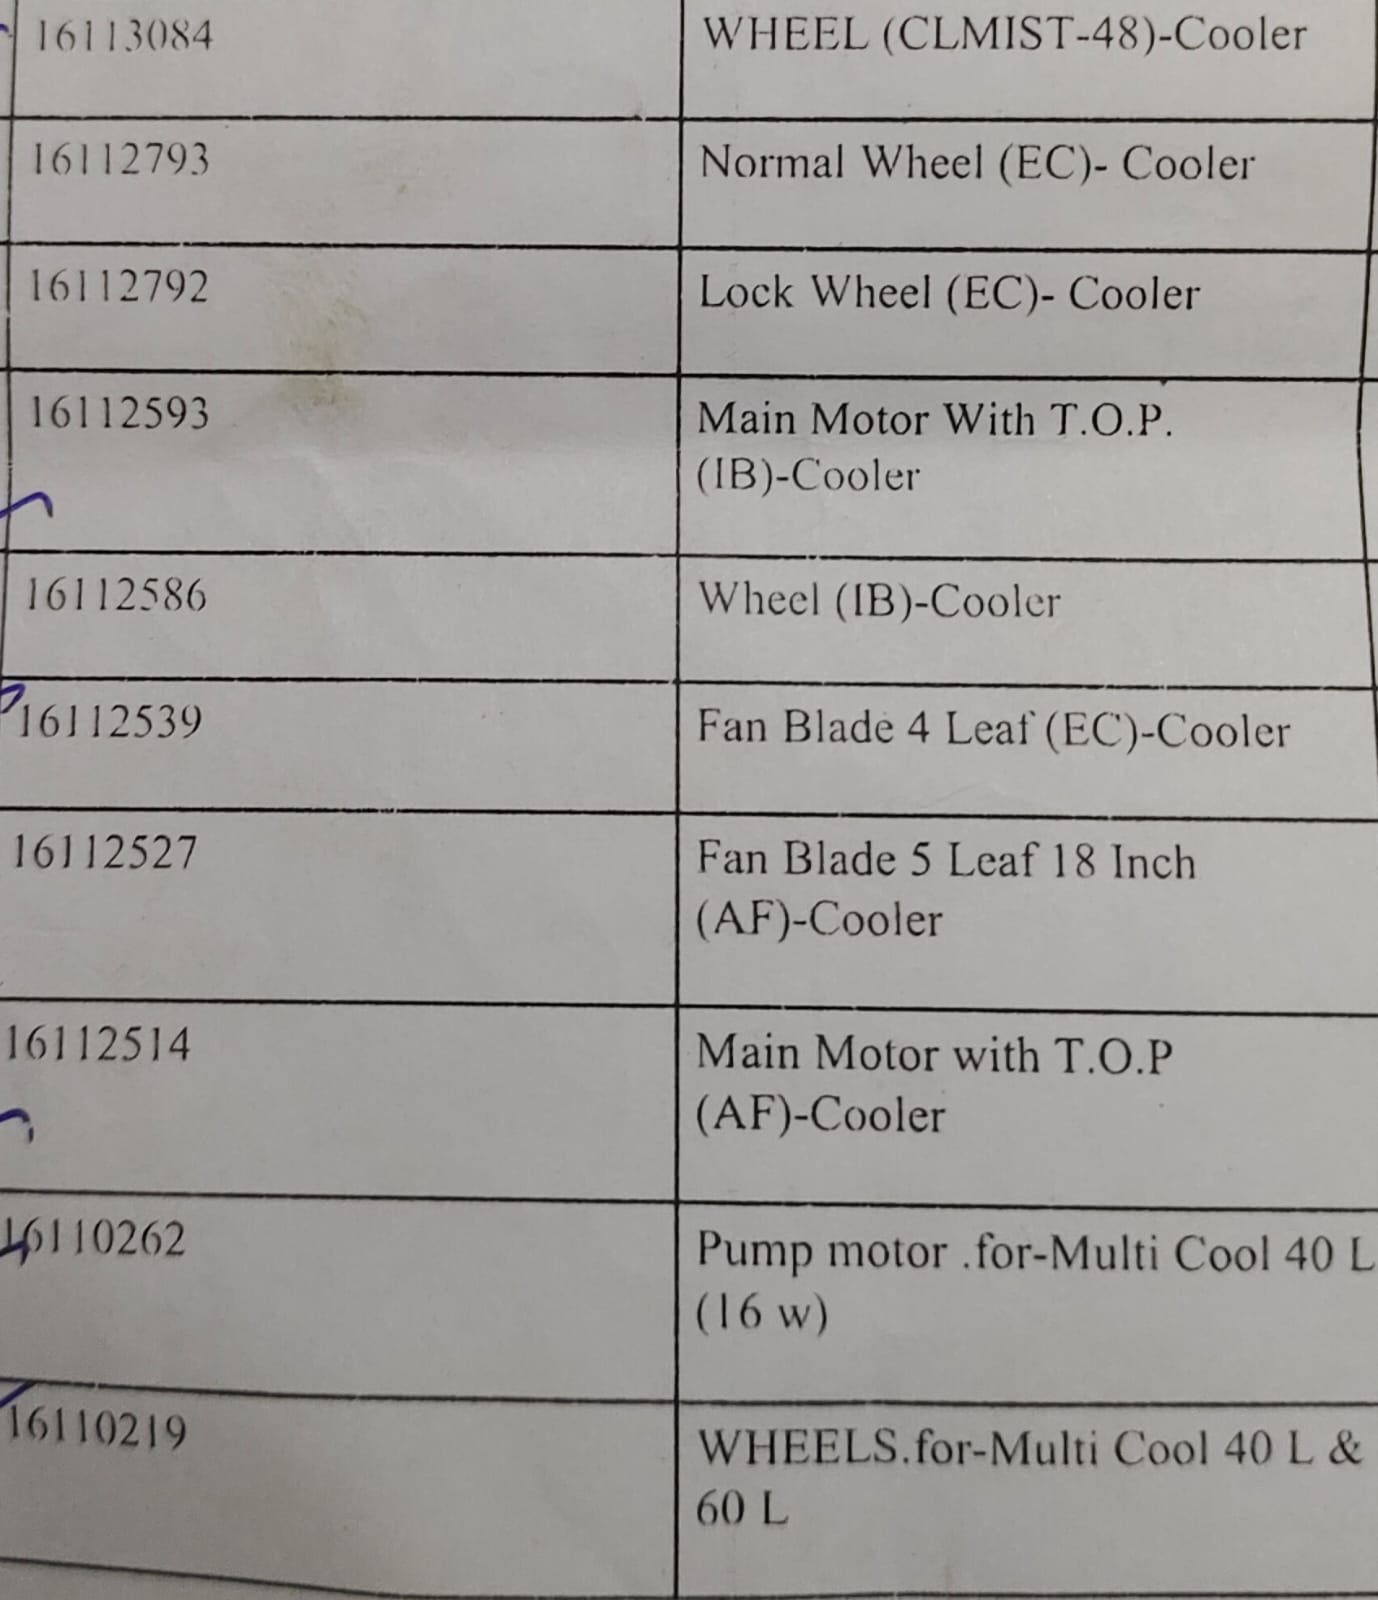 16113084 WHEEL (CLMIST-48)-Cooler
16112793 Normal Wheel (EC)- Cooler
16112792 Lock Wheel (EC)- Cooler
16112593 Main Motor With T.O.P.
(IB)-Cooler
16112586 Wheel (IB)-Cooler
16112539 Fan Blade 4 Leaf (EC)-Cooler
16112527 Fan Blade 5 Leaf 18 Inch
(AF)-Cooler
16112514 Main Motor with T.O.P
(AF)-Cooler
16110262 Pump motor .for-Multi Cool 40 L
(16 w)
16110219 WHEELS.for-Multi Cool 40 L &
60 L